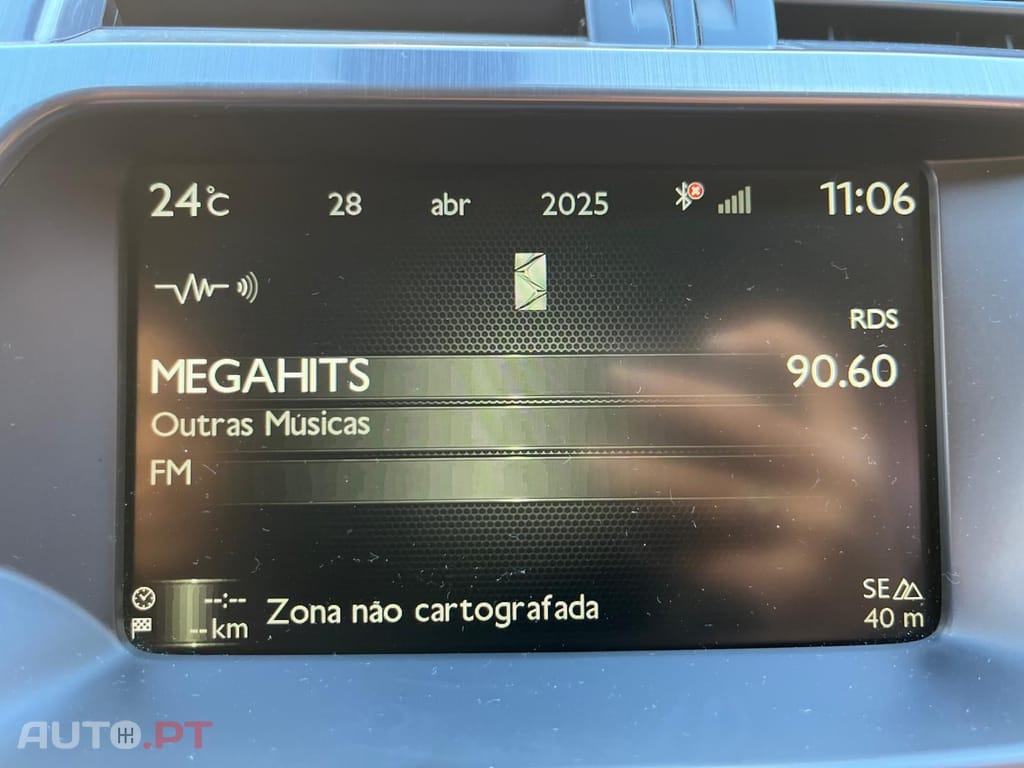 24°C 28 abr 2025 11:06
RDS
MEGAHITS 90.60
Outras Músicas
FM
--:--
--km
Zona não cartografada
SE
40 m
AUTO.PT